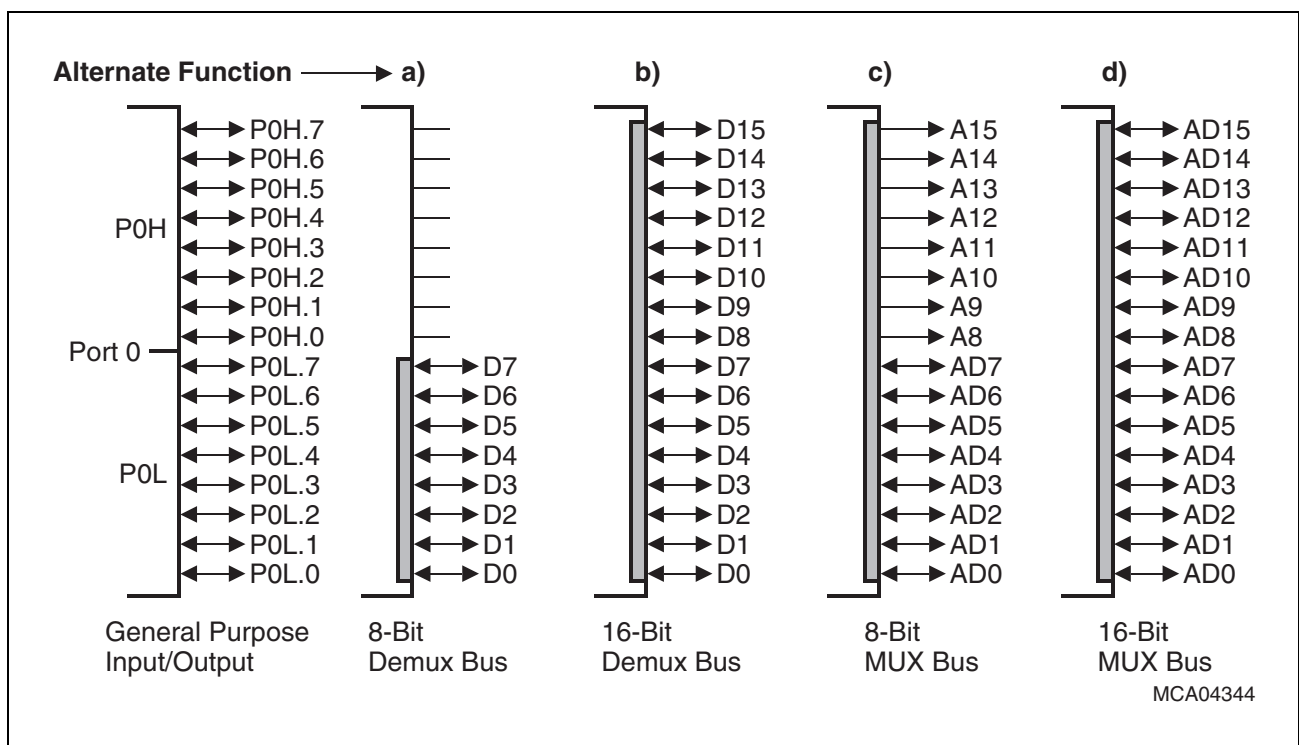 Alternate Function a) b) c) d)
P0H.7 D15 A15 AD15
P0H.6 D14 A14 AD14
P0H.5 D13 A13 AD13
P0H.4 D12 A12 AD12
P0H
P0H.3 D11 A11 AD11
P0H.2 D10 A10 AD10
P0H.1 D9 A9 AD9
P0H.0 D8 A8 AD8
Port 0
P0L.7 D7 D7 AD7 AD7
P0L.6 D6 D6 AD6 AD6
P0L.5 D5 D5 AD5 AD5
P0L.4 D4 D4 AD4 AD4
P0L
P0L.3 D3 D3 AD3 AD3
P0L.2 D2 D2 AD2 AD2
P0L.1 D1 D1 AD1 AD1
P0L.0 D0 D0 AD0 AD0
General Purpose 8-Bit 16-Bit 8-Bit 16-Bit
Input/Output Demux Bus Demux Bus MUX Bus MUX Bus
MCA04344